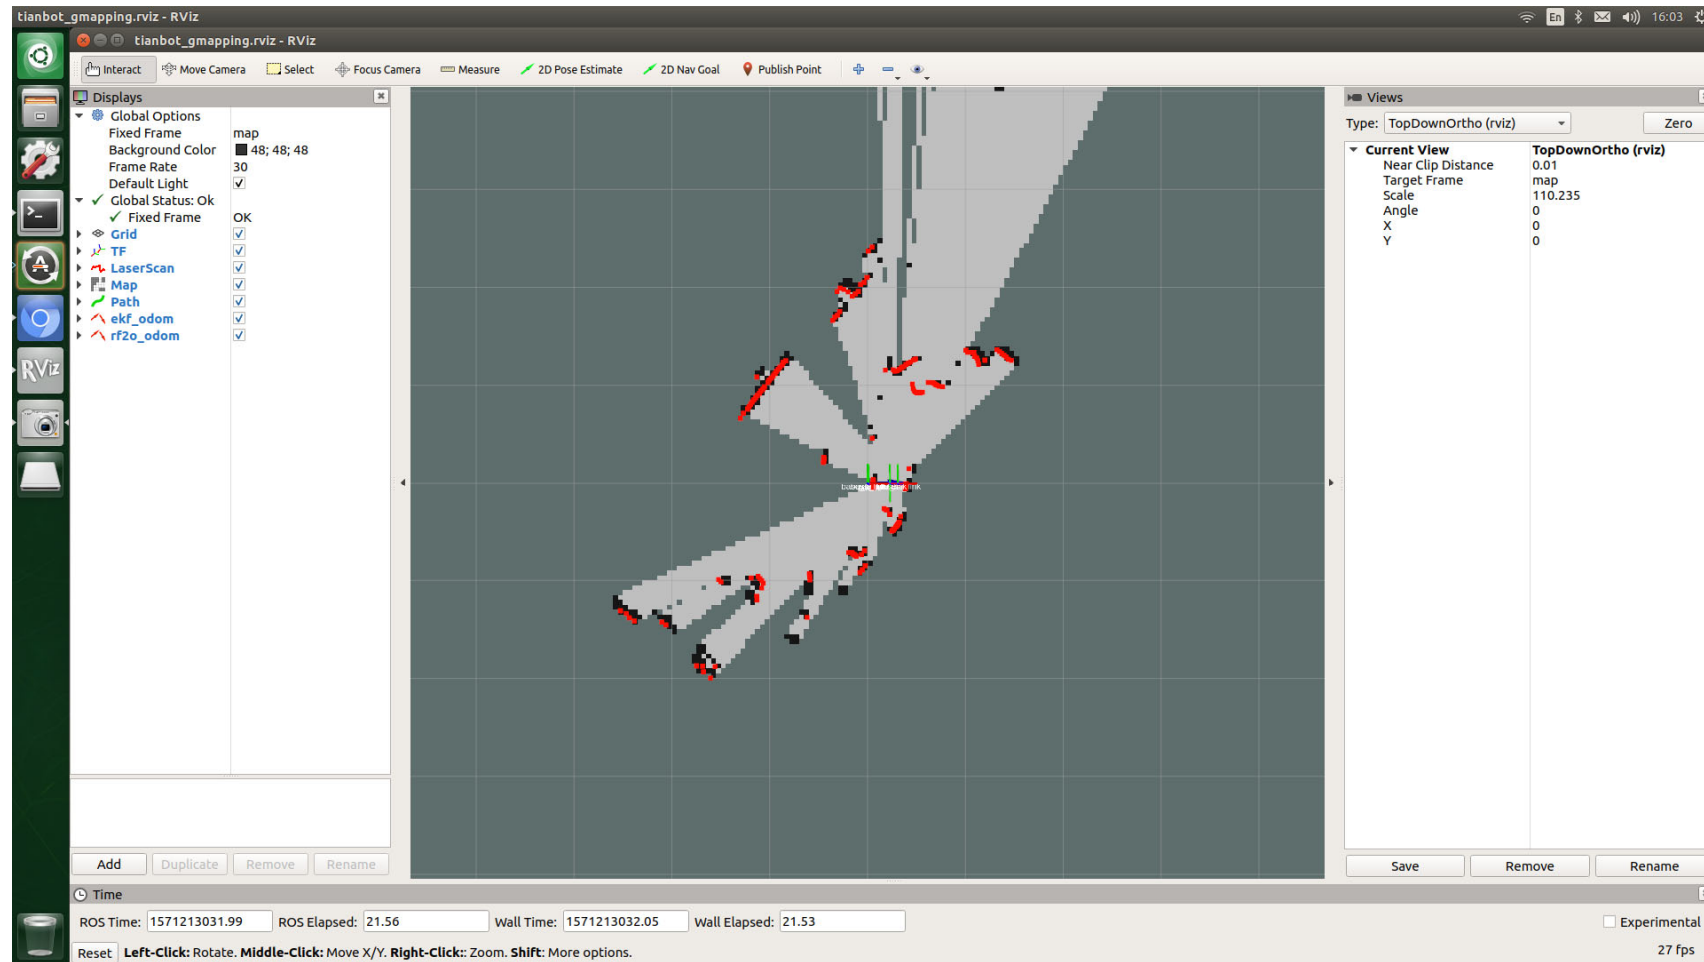 tianbot_gmapping.rviz - RViz
En 16:03
tianbot_gmapping.rviz - RViz
Interact Move Camera Select Focus Camera Measure 2D Pose Estimate 2D Nav Goal Publish Point
Displays
Global Options
Fixed Frame map
Background Color 48; 48; 48
Frame Rate 30
Default Light
Global Status: Ok
Fixed Frame OK
Grid
TF
LaserScan
Map
Path
ekf_odom
rf2o_odom
RViz
Add Duplicate Remove Rename
Views
Type: TopDownOrtho (rviz) Zero
Current View TopDownOrtho (rviz)
Near Clip Distance 0.01
Target Frame map
Scale 110.235
Angle 0
X 0
Y 0
Save Remove Rename
Time
ROS Time: 1571213031.99 ROS Elapsed: 21.56 Wall Time: 1571213032.05 Wall Elapsed: 21.53 Experimental
Reset Left-Click: Rotate. Middle-Click: Move X/Y. Right-Click:: Zoom. Shift: More options. 27 fps